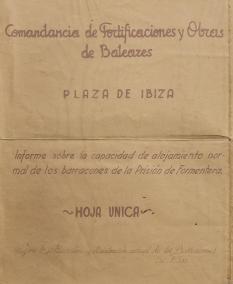 Comandancia de Fortificaciones y Obras
de Baleares
PLAZA DE IBIZA
Informe sobre la capacidad de alojamiento nor-
mal de los barracones de la Prisión de Formentera.
~HOJA UNICA~